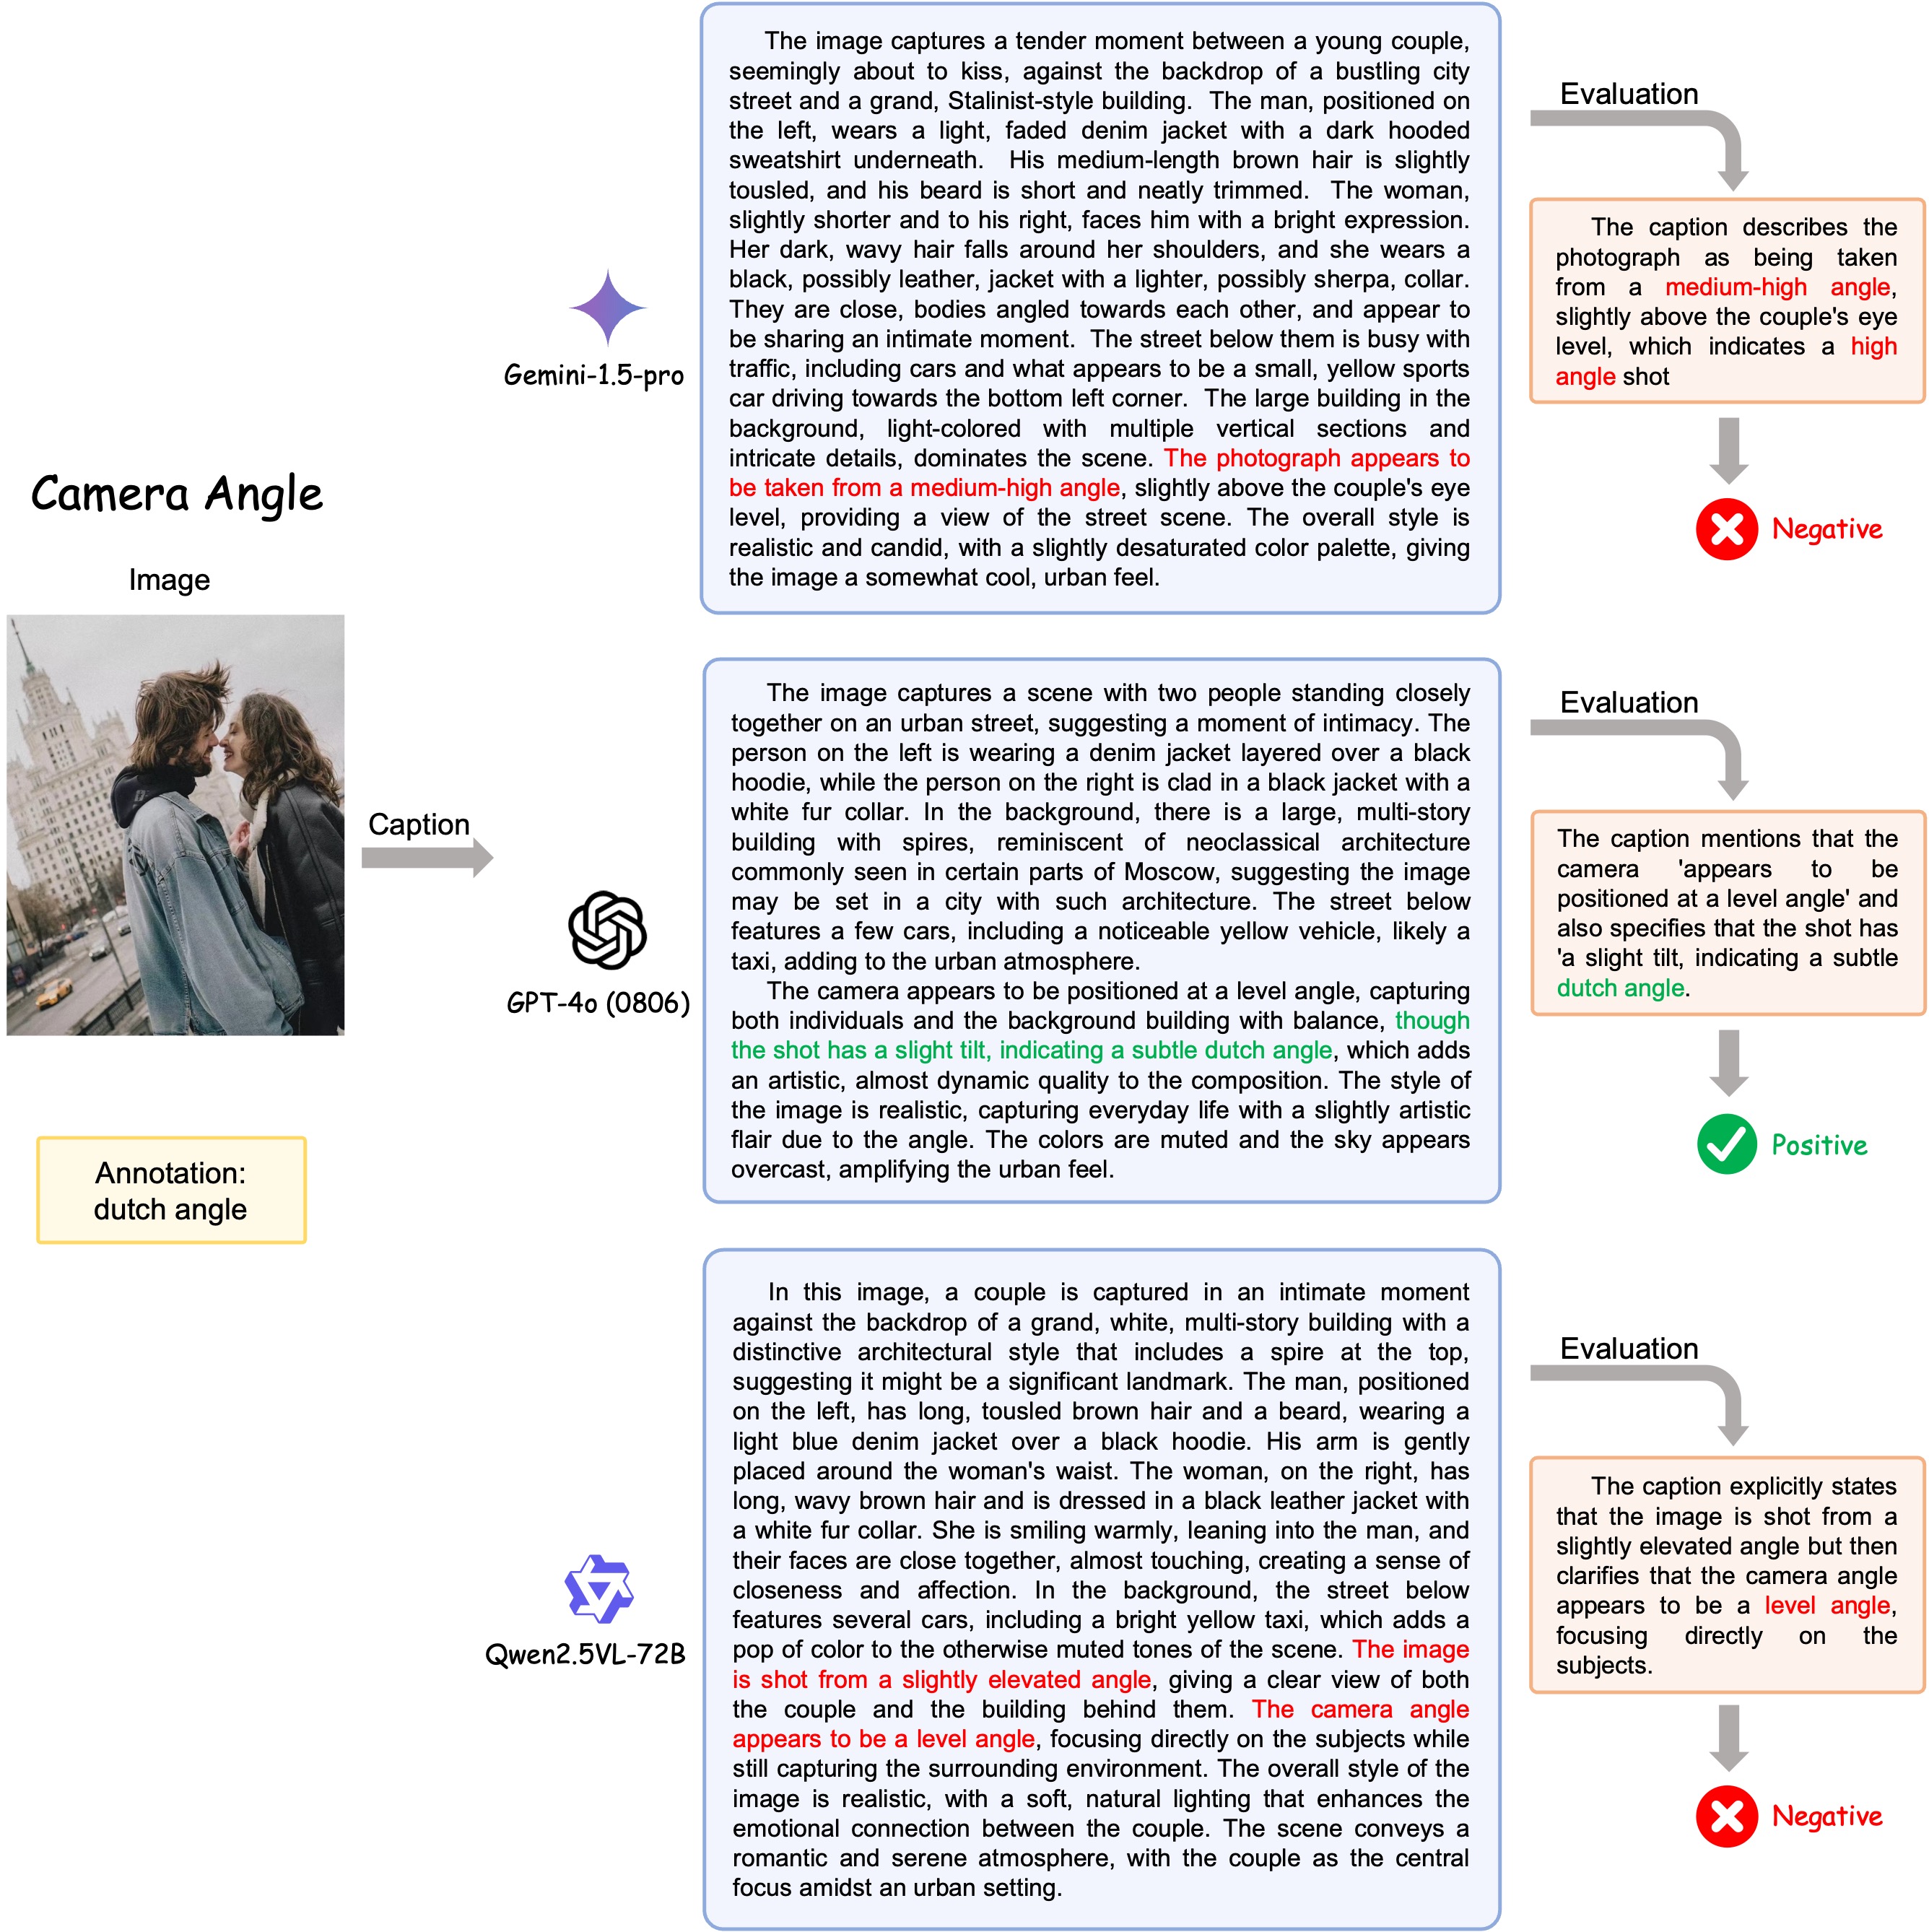 Camera Angle
Image
Caption
Annotation:
dutch angle
Gemini-1.5-pro
The image captures a tender moment between a young couple,
seemingly about to kiss, against the backdrop of a bustling city
street and a grand, Stalinist-style building. The man, positioned on
the left, wears a light, faded denim jacket with a dark hooded
sweatshirt underneath. His medium-length brown hair is slightly
tousled, and his beard is short and neatly trimmed. The woman,
slightly shorter and to his right, faces him with a bright expression.
Her dark, wavy hair falls around her shoulders, and she wears a
black, possibly leather, jacket with a lighter, possibly sherpa, collar.
They are close, bodies angled towards each other, and appear to
be sharing an intimate moment. The street below them is busy with
traffic, including cars and what appears to be a small, yellow sports
car driving towards the bottom left corner. The large building in the
background, light-colored with multiple vertical sections and
intricate details, dominates the scene. The photograph appears to
be taken from a medium-high angle, slightly above the couple's eye
level, providing a view of the street scene. The overall style is
realistic and candid, with a slightly desaturated color palette, giving
the image a somewhat cool, urban feel.
Evaluation
The caption describes the
photograph as being taken
from a medium-high angle,
slightly above the couple's eye
level, which indicates a high
angle shot
Negative
GPT-4o (0806)
The image captures a scene with two people standing closely
together on an urban street, suggesting a moment of intimacy. The
person on the left is wearing a denim jacket layered over a black
hoodie, while the person on the right is clad in a black jacket with a
white fur collar. In the background, there is a large, multi-story
building with spires, reminiscent of neoclassical architecture
commonly seen in certain parts of Moscow, suggesting the image
may be set in a city with such architecture. The street below
features a few cars, including a noticeable yellow vehicle, likely a
taxi, adding to the urban atmosphere.
The camera appears to be positioned at a level angle, capturing
both individuals and the background building with balance, though
the shot has a slight tilt, indicating a subtle dutch angle, which adds
an artistic, almost dynamic quality to the composition. The style of
the image is realistic, capturing everyday life with a slightly artistic
flair due to the angle. The colors are muted and the sky appears
overcast, amplifying the urban feel.
Evaluation
The caption mentions that the
camera 'appears to be
positioned at a level angle' and
also specifies that the shot has
'a slight tilt, indicating a subtle
dutch angle.
Positive
Qwen2.5VL-72B
In this image, a couple is captured in an intimate moment
against the backdrop of a grand, white, multi-story building with a
distinctive architectural style that includes a spire at the top,
suggesting it might be a significant landmark. The man, positioned
on the left, has long, tousled brown hair and a beard, wearing a
light blue denim jacket over a black hoodie. His arm is gently
placed around the woman's waist. The woman, on the right, has
long, wavy brown hair and is dressed in a black leather jacket with
a white fur collar. She is smiling warmly, leaning into the man, and
their faces are close together, almost touching, creating a sense of
closeness and affection. In the background, the street below
features several cars, including a bright yellow taxi, which adds a
pop of color to the otherwise muted tones of the scene. The image
is shot from a slightly elevated angle, giving a clear view of both
the couple and the building behind them. The camera angle
appears to be a level angle, focusing directly on the subjects while
still capturing the surrounding environment. The overall style of the
image is realistic, with a soft, natural lighting that enhances the
emotional connection between the couple. The scene conveys a
romantic and serene atmosphere, with the couple as the central
focus amidst an urban setting.
Evaluation
The caption explicitly states
that the image is shot from a
slightly elevated angle but then
clarifies that the camera angle
appears to be a level angle,
focusing directly on the
subjects.
Negative